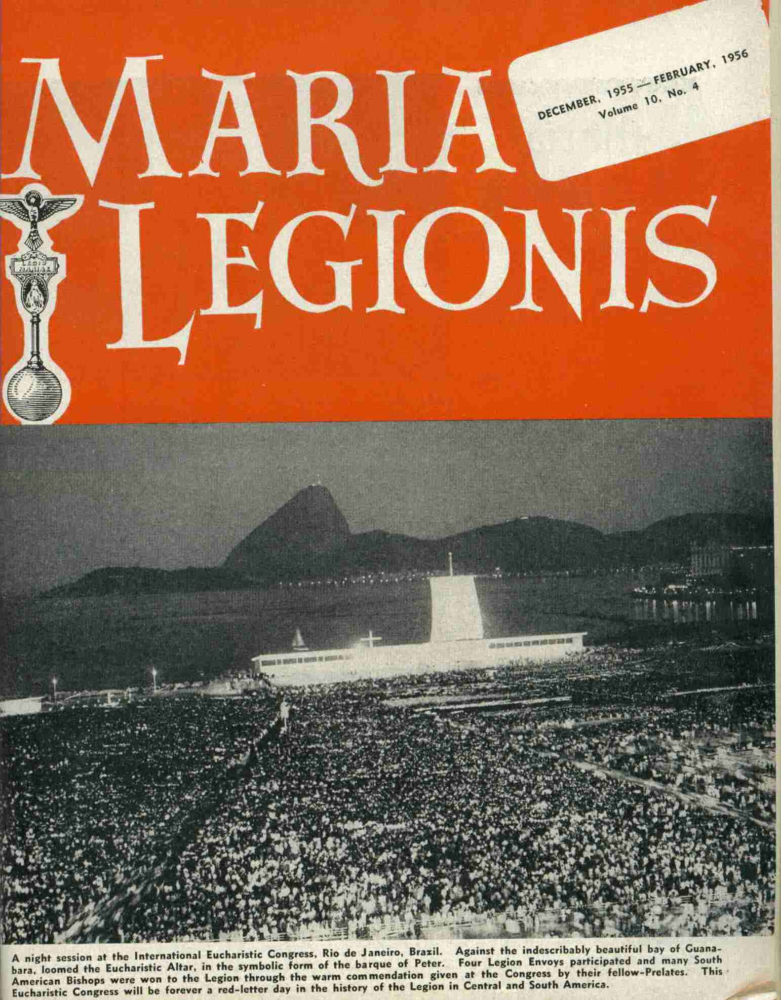 DECEMBER, 1955 — FEBRUARY, 1956
Volume 10, No. 4
MARIA
LEGIONIS
LEGIO
MARIAE
A night session at the International Eucharistic Congress, Rio de Janeiro, Brazil. Against the indescribably beautiful bay of Guana-
bara, loomed the Eucharistic Altar, in the symbolic form of the barque of Peter. Four Legion Envoys participated and many South
American Bishops were won to the Legion through the warm commendation given at the Congress by their fellow-Prelates. This
Eucharistic Congress will be forever a red-letter day in the history of the Legion in Central and South America.